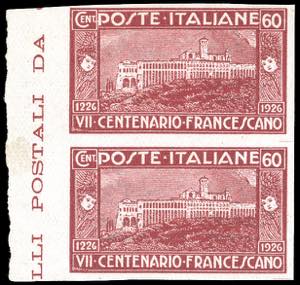 CENT. POSTE·ITALIANE 60
1226 1926
VII·CENTENARIO·FRANCESCANO
CENT. POSTE·ITALIANE 60
1226 1926
VII·CENTENARIO·FRANCESCANO
LLI POSTALI DA